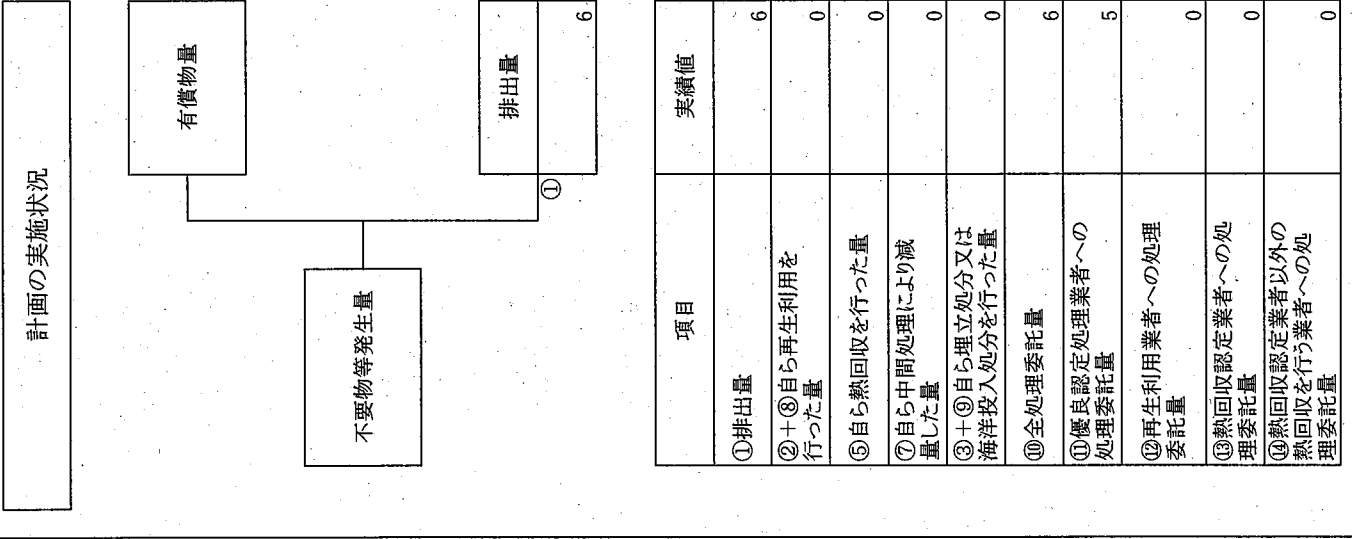 計画の実施状況
有償物量
不要物等発生量
排出量
①
6
項目
実績値
①排出量
6
②+⑧自ら再生利用を
行った量
0
⑤自ら熱回収を行った量
0
⑦自ら中間処理により減
量した量
0
③+⑨自ら埋立処分又は
海洋投入処分を行った量
0
⑩全処理委託量
6
⑪優良認定処理業者への
処理委託量
5
⑫再生利用業者への処理
委託量
0
⑬熱回収認定業者への処
理委託量
0
⑭熱回収認定業者以外の
熱回収を行う業者への処
理委託量
0